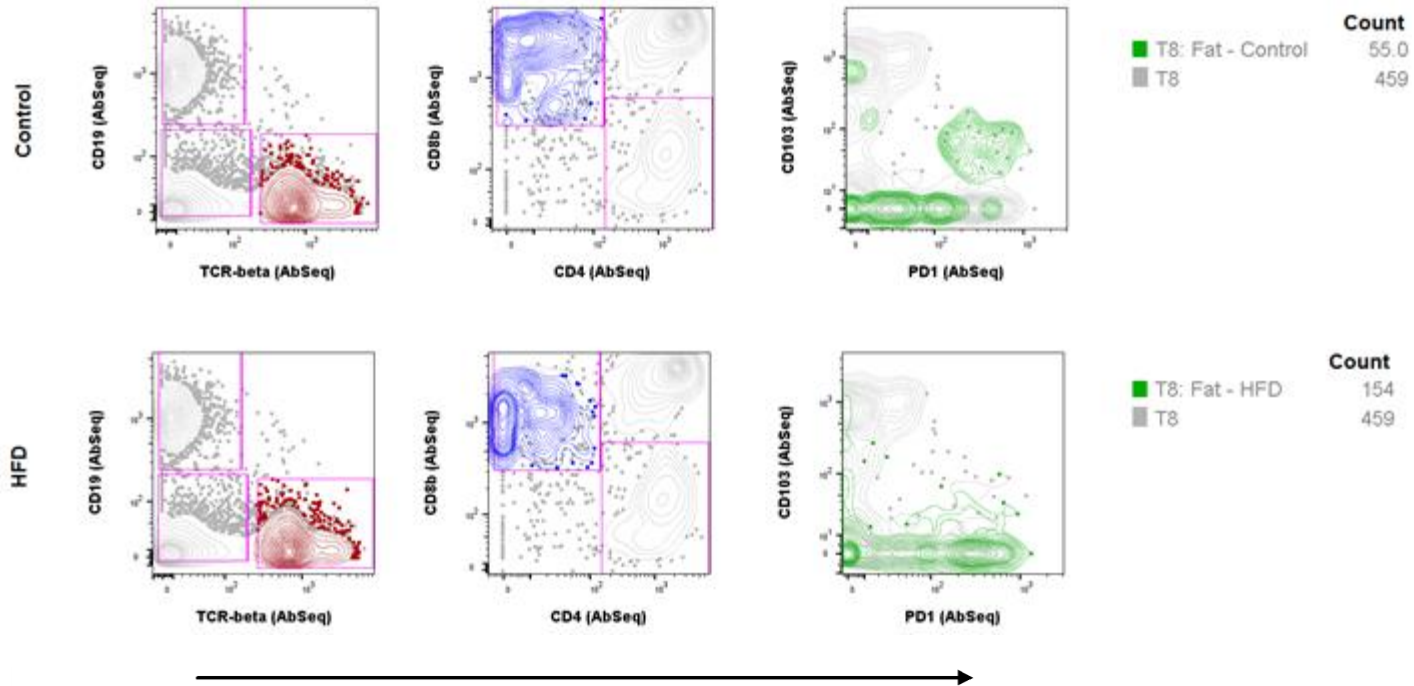 Control
CD19 (AbSeq)
TCR-beta (AbSeq)
CD8b (AbSeq)
CD4 (AbSeq)
CD103 (AbSeq)
PD1 (AbSeq)
Count
T8: Fat - Control 55.0
T8 459
HFD
CD19 (AbSeq)
TCR-beta (AbSeq)
CD8b (AbSeq)
CD4 (AbSeq)
CD103 (AbSeq)
PD1 (AbSeq)
Count
T8: Fat - HFD 154
T8 459